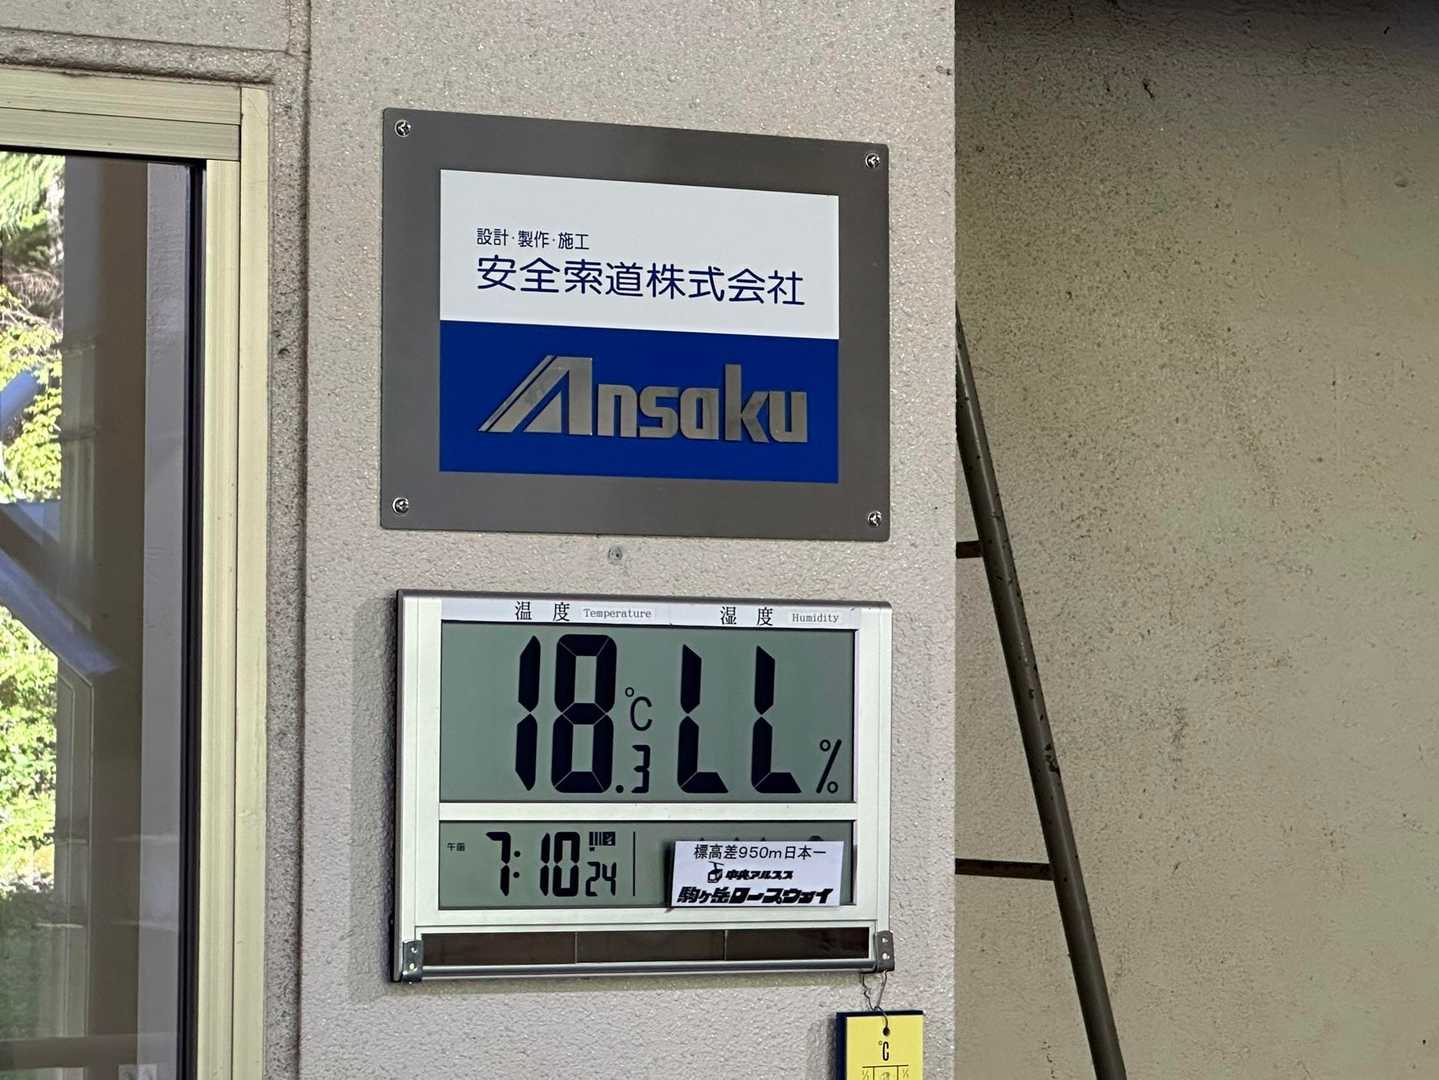 設計・製作・施工
安全索道株式会社
Ansaku
温度 Temperature 湿度 Humidity
18.3℃ LL%
午前 7:10 24
標高差950m日本一
中央アルプス
駒ヶ岳ロープウェイ
℃